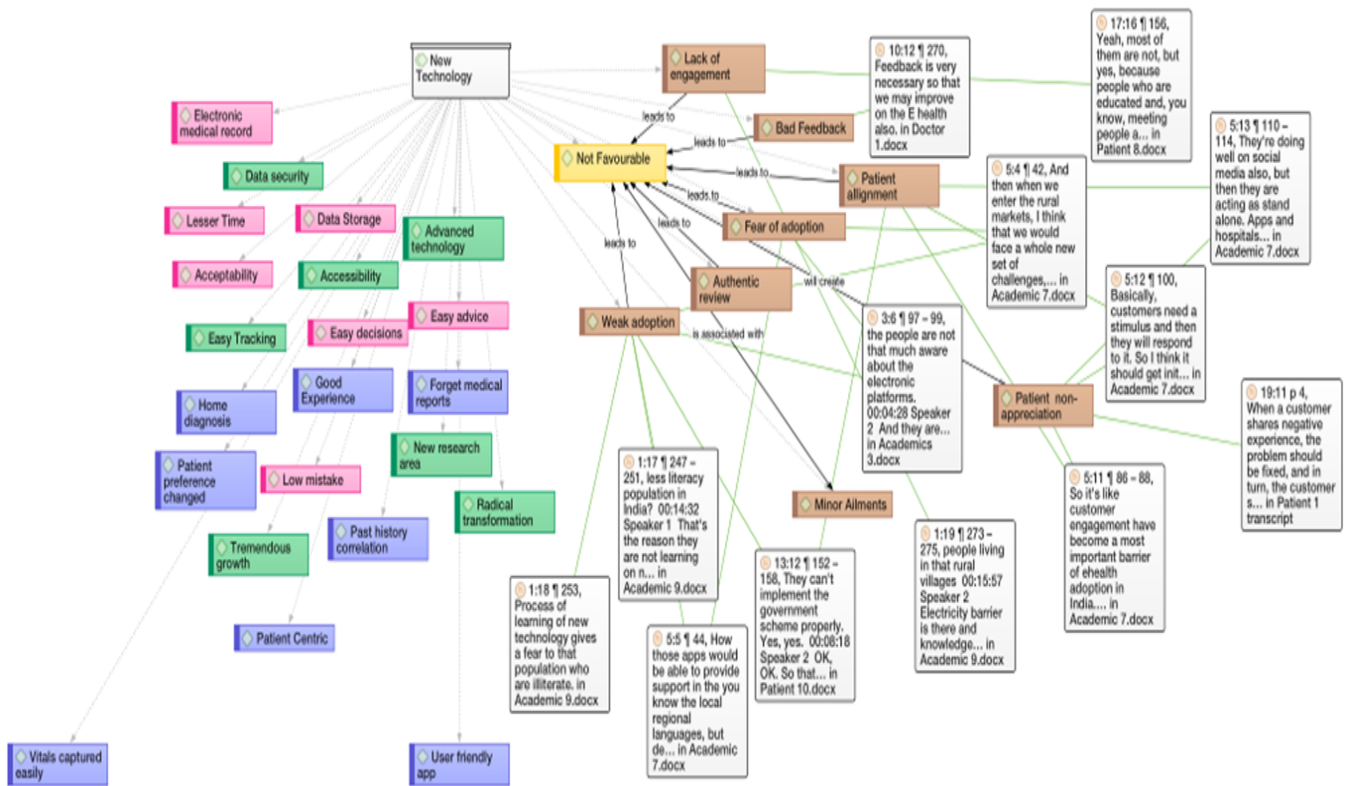 New
Technology
Electronic
medical record
Data security
Lesser Time
Data Storage
Advanced
technology
Acceptability
Accessibility
Easy Tracking
Easy decisions
Easy advice
Home
diagnosis
Good
Experience
Forget medical
reports
Patient
preference
changed
Low mistake
New research
area
Radical
transformation
Past history
correlation
Tremendous
growth
Patient Centric
Vitals captured
easily
User friendly
app
Lack of
engagement
Bad Feedback
Not Favourable
Patient
allignment
Fear of adoption
Authentic
review
Weak adoption
Patient non-
appreciation
Minor Ailments
leads to
leads to
leads to
leads to
leads to
leads to
will create
is associated with
10:12 ¶ 270,
Feedback is very
necessary so that
we may improve
on the E health
also. in Doctor
1.docx
17:16 ¶ 156,
Yeah, most of
them are not, but
yes, because
people who are
educated and, you
know, meeting
people a... in
Patient 8.docx
5:13 ¶ 110 –
114, They're doing
well on social
media also, but
then they are
acting as stand
alone. Apps and
hospitals... in
Academic 7.docx
5:4 ¶ 42, And
then when we
enter the rural
markets, I think
that we would
face a whole new
set of
challenges,... in
Academic 7.docx
5:12 ¶ 100,
Basically,
customers need a
stimulus and then
they will respond
to it. So I think it
should get init... in
Academic 7.docx
3:6 ¶ 97 – 99,
the people are not
that much aware
about the
electronic
platforms.
00:04:28 Speaker
2 And they are...
in Academics
3.docx
19:11 p 4,
When a customer
shares negative
experience, the
problem should
be fixed, and in
turn, the customer
s... in Patient 1
transcript
1:17 ¶ 247 –
251, less literacy
population in
India? 00:14:32
Speaker 1 That's
the reason they
are not learning
on n... in
Academic 9.docx
5:11 ¶ 86 – 88,
So it's like
customer
engagement have
become a most
important barrier
of ehealth
adoption in
India.... in
Academic 7.docx
1:19 ¶ 273 –
275, people living
in that rural
villages 00:15:57
Speaker 2
Electricity barrier
is there and
knowledge... in
Academic 9.docx
13:12 ¶ 152 –
158, They can't
implement the
government
scheme properly.
Yes, yes. 00:08:18
Speaker 2 OK,
OK. So that... in
Patient 10.docx
1:18 ¶ 253,
Process of
learning of new
technology gives
a fear to that
population who
are illiterate. in
Academic 9.docx
5:5 ¶ 44, How
those apps would
be able to provide
support in the you
know the local
regional
languages, but
de... in Academic
7.docx